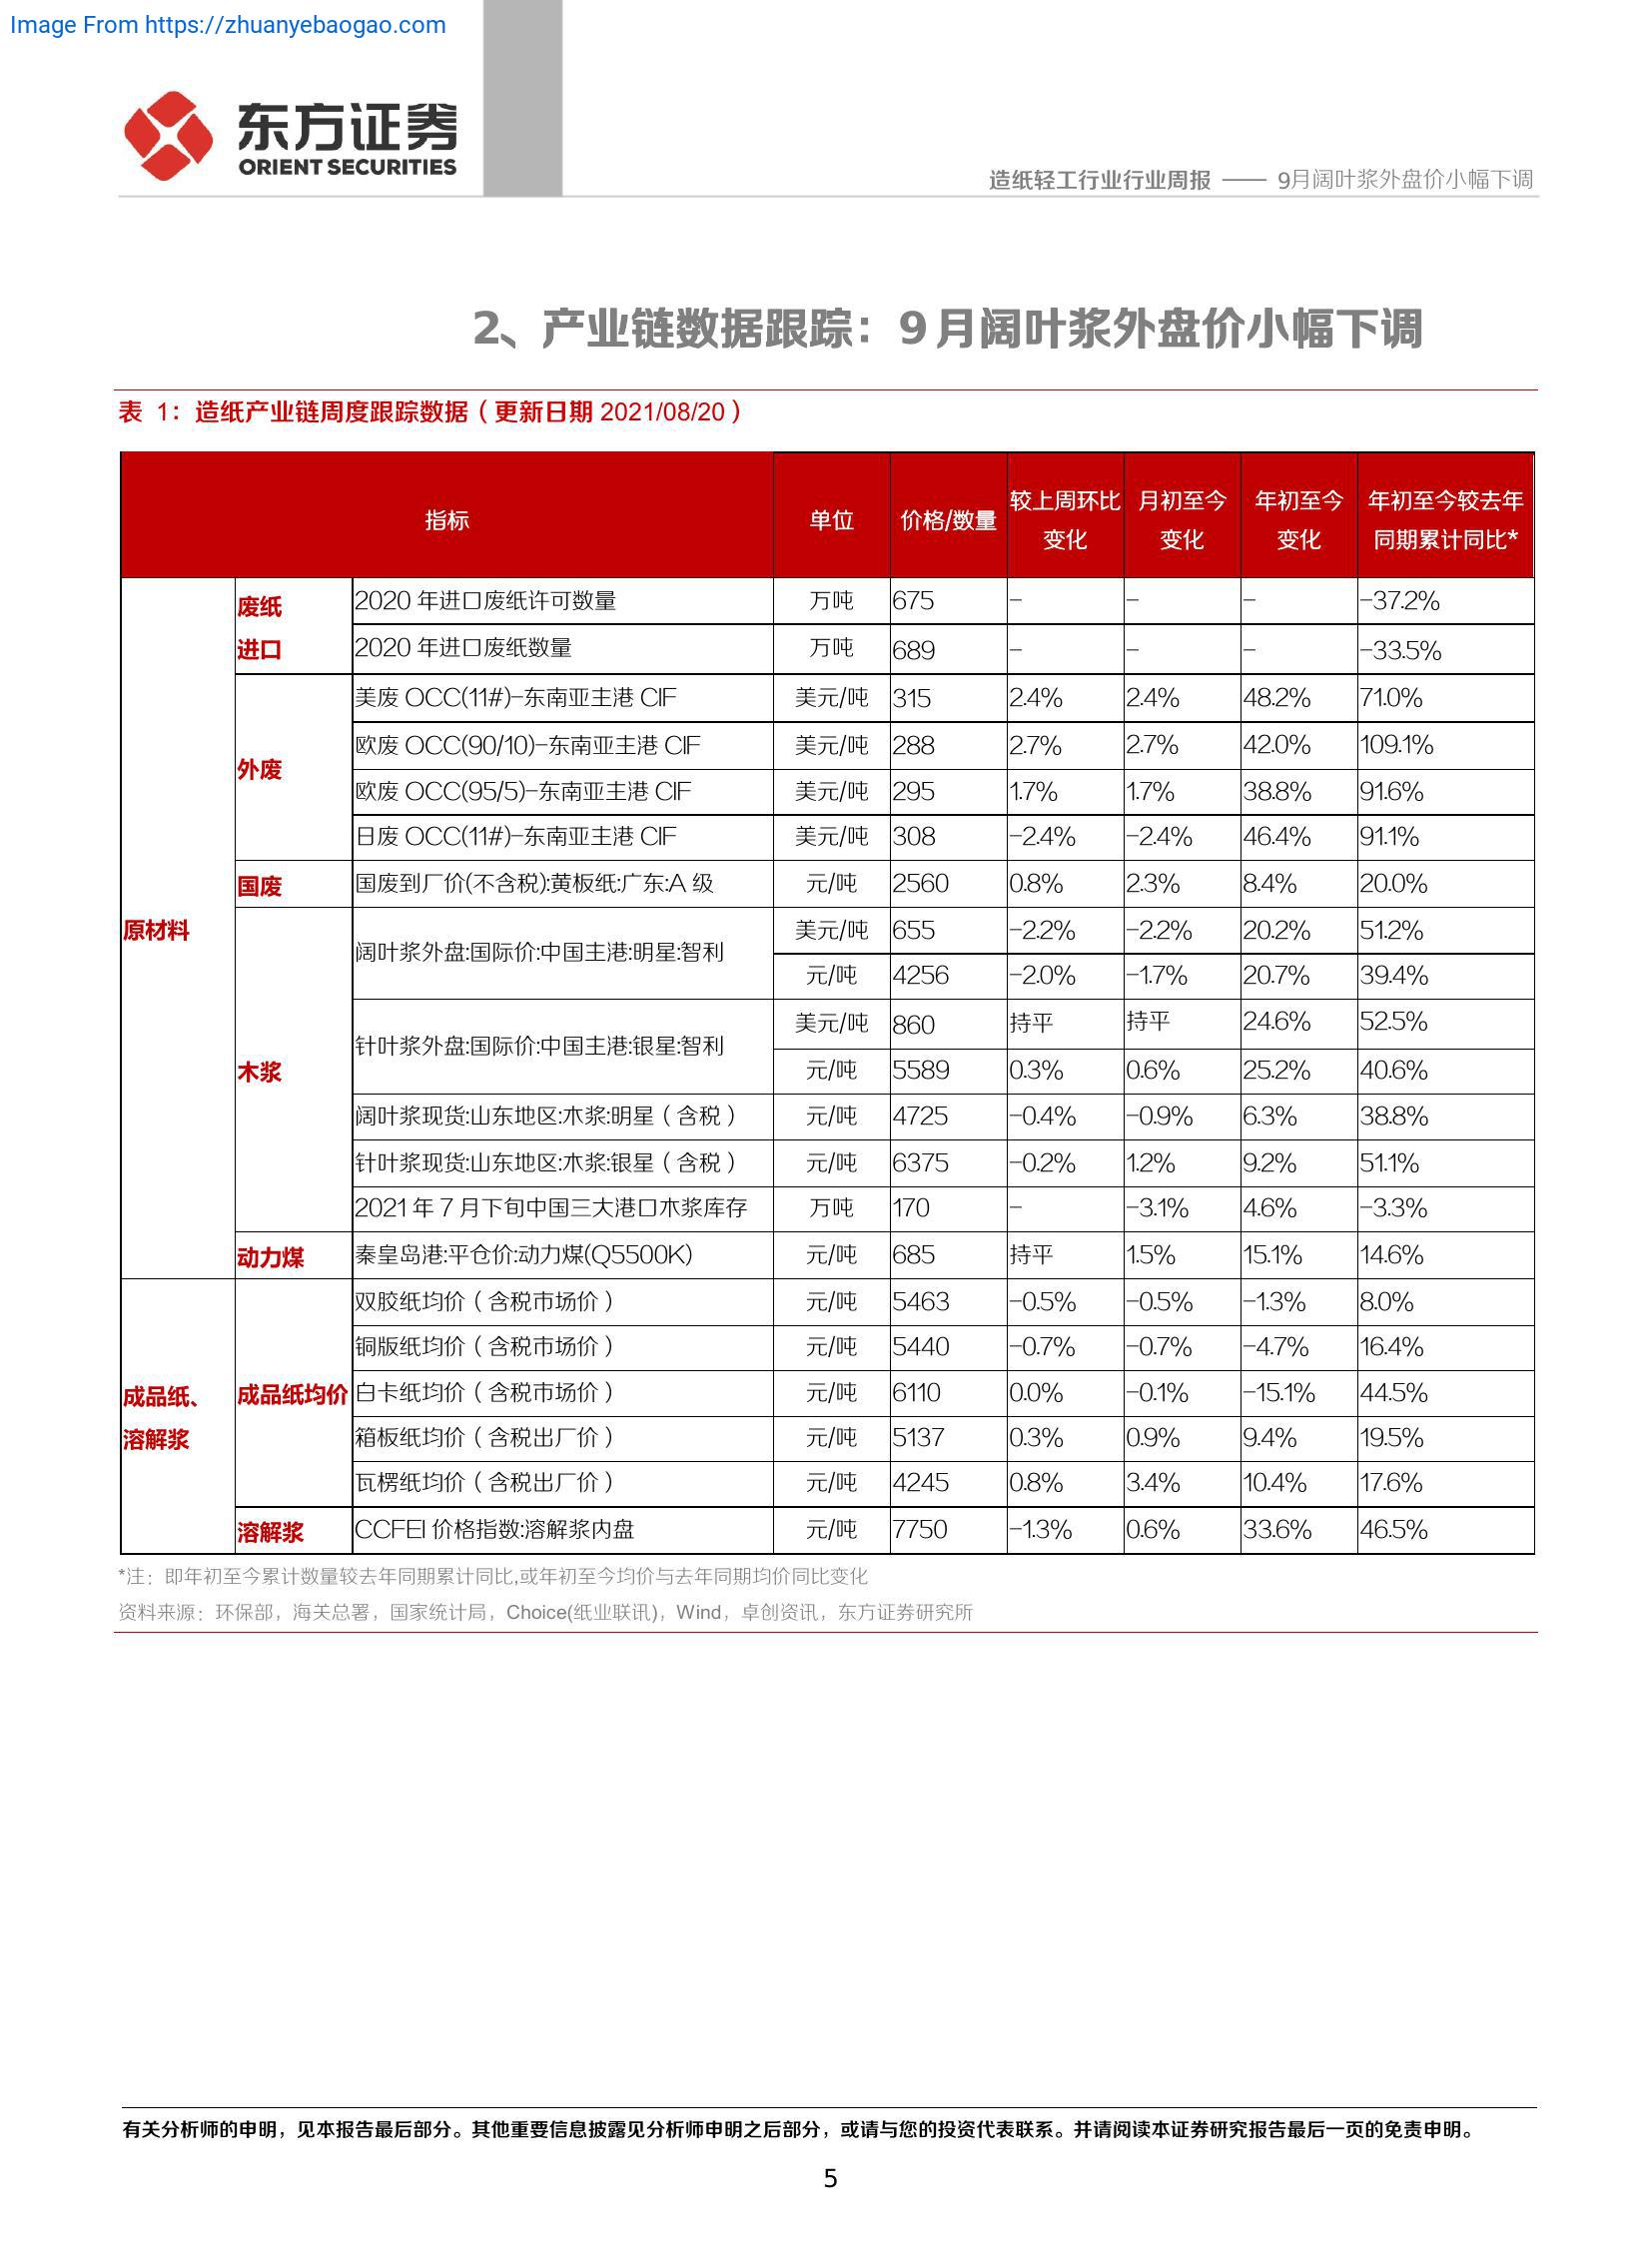 Image From https://zhuanyebaogao.com
东方证券
ORIENT SECURITIES
造纸轻工行业行业周报 —— 9月阔叶浆外盘价小幅下调
2、产业链数据跟踪：9月阔叶浆外盘价小幅下调
表 1：造纸产业链周度跟踪数据（更新日期 2021/08/20）
指标 单位 价格/数量 较上周环比变化 月初至今变化 年初至今变化 年初至今较去年同期累计同比*
原材料
废纸进口
2020 年进口废纸许可数量 万吨 675 - - - -37.2%
2020 年进口废纸数量 万吨 689 - - - -33.5%
外废
美废 OCC(11#)-东南亚主港 CIF 美元/吨 315 2.4% 2.4% 48.2% 71.0%
欧废 OCC(90/10)-东南亚主港 CIF 美元/吨 288 2.7% 2.7% 42.0% 109.1%
欧废 OCC(95/5)-东南亚主港 CIF 美元/吨 295 1.7% 1.7% 38.8% 91.6%
日废 OCC(11#)-东南亚主港 CIF 美元/吨 308 -2.4% -2.4% 46.4% 91.1%
国废 国废到厂价(不含税):黄板纸:广东:A 级 元/吨 2560 0.8% 2.3% 8.4% 20.0%
木浆
阔叶浆外盘:国际价:中国主港:明星:智利 美元/吨 655 -2.2% -2.2% 20.2% 51.2%
元/吨 4256 -2.0% -1.7% 20.7% 39.4%
针叶浆外盘:国际价:中国主港:银星:智利 美元/吨 860 持平 持平 24.6% 52.5%
元/吨 5589 0.3% 0.6% 25.2% 40.6%
阔叶浆现货:山东地区:木浆:明星（含税） 元/吨 4725 -0.4% -0.9% 6.3% 38.8%
针叶浆现货:山东地区:木浆:银星（含税） 元/吨 6375 -0.2% 1.2% 9.2% 51.1%
2021 年 7 月下旬中国三大港口木浆库存 万吨 170 - -3.1% 4.6% -3.3%
动力煤 秦皇岛港:平仓价:动力煤(Q5500K) 元/吨 685 持平 1.5% 15.1% 14.6%
成品纸、溶解浆
成品纸均价
双胶纸均价（含税市场价） 元/吨 5463 -0.5% -0.5% -1.3% 8.0%
铜版纸均价（含税市场价） 元/吨 5440 -0.7% -0.7% -4.7% 16.4%
白卡纸均价（含税市场价） 元/吨 6110 0.0% -0.1% -15.1% 44.5%
箱板纸均价（含税出厂价） 元/吨 5137 0.3% 0.9% 9.4% 19.5%
瓦楞纸均价（含税出厂价） 元/吨 4245 0.8% 3.4% 10.4% 17.6%
溶解浆 CCFEI 价格指数:溶解浆内盘 元/吨 7750 -1.3% 0.6% 33.6% 46.5%
*注：即年初至今累计数量较去年同期累计同比,或年初至今均价与去年同期均价同比变化
资料来源：环保部，海关总署，国家统计局，Choice(纸业联讯)，Wind，卓创资讯，东方证券研究所
有关分析师的申明，见本报告最后部分。其他重要信息披露见分析师申明之后部分，或请与您的投资代表联系。并请阅读本证券研究报告最后一页的免责申明。
5